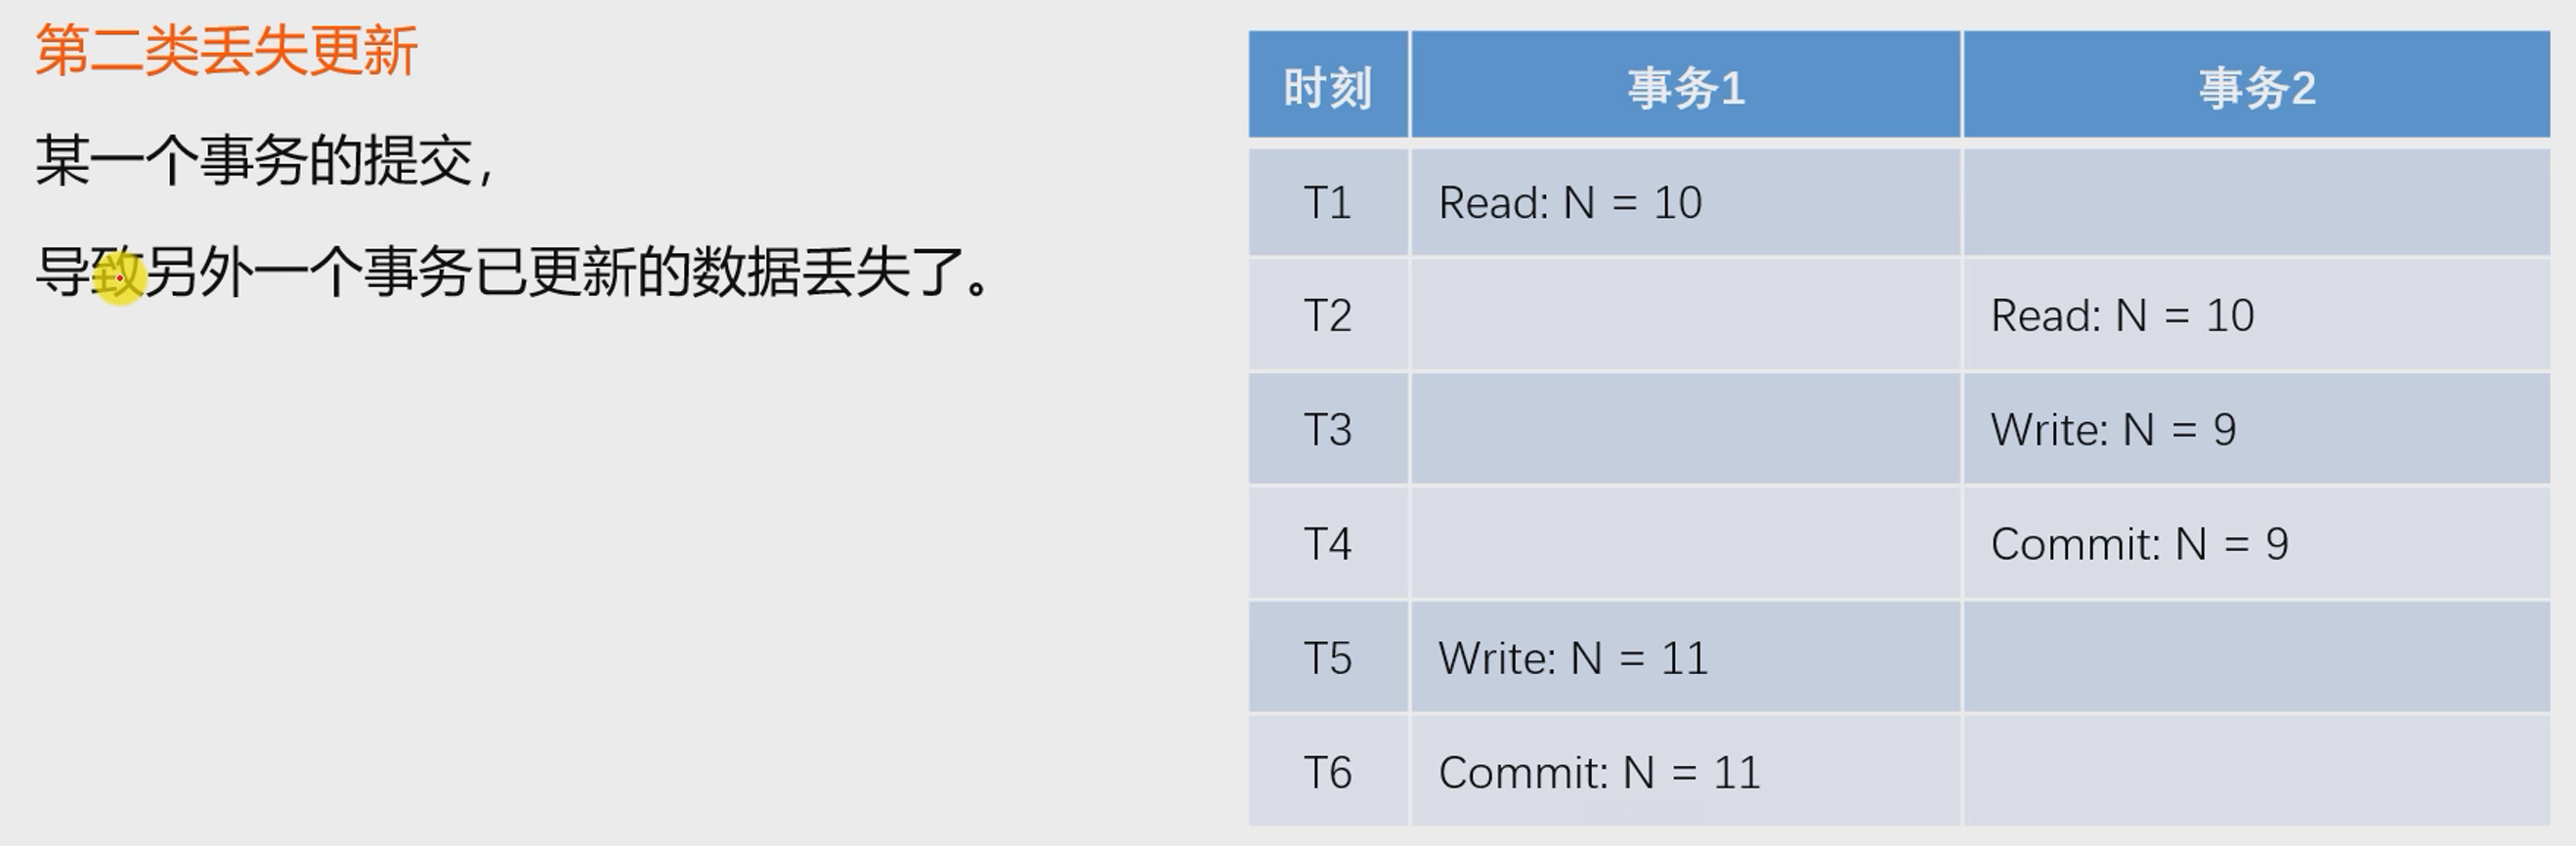 第二类丢失更新
某一个事务的提交，
导致另外一个事务已更新的数据丢失了。
时刻 事务1 事务2
T1 Read: N = 10
T2 Read: N = 10
T3 Write: N = 9
T4 Commit: N = 9
T5 Write: N = 11
T6 Commit: N = 11